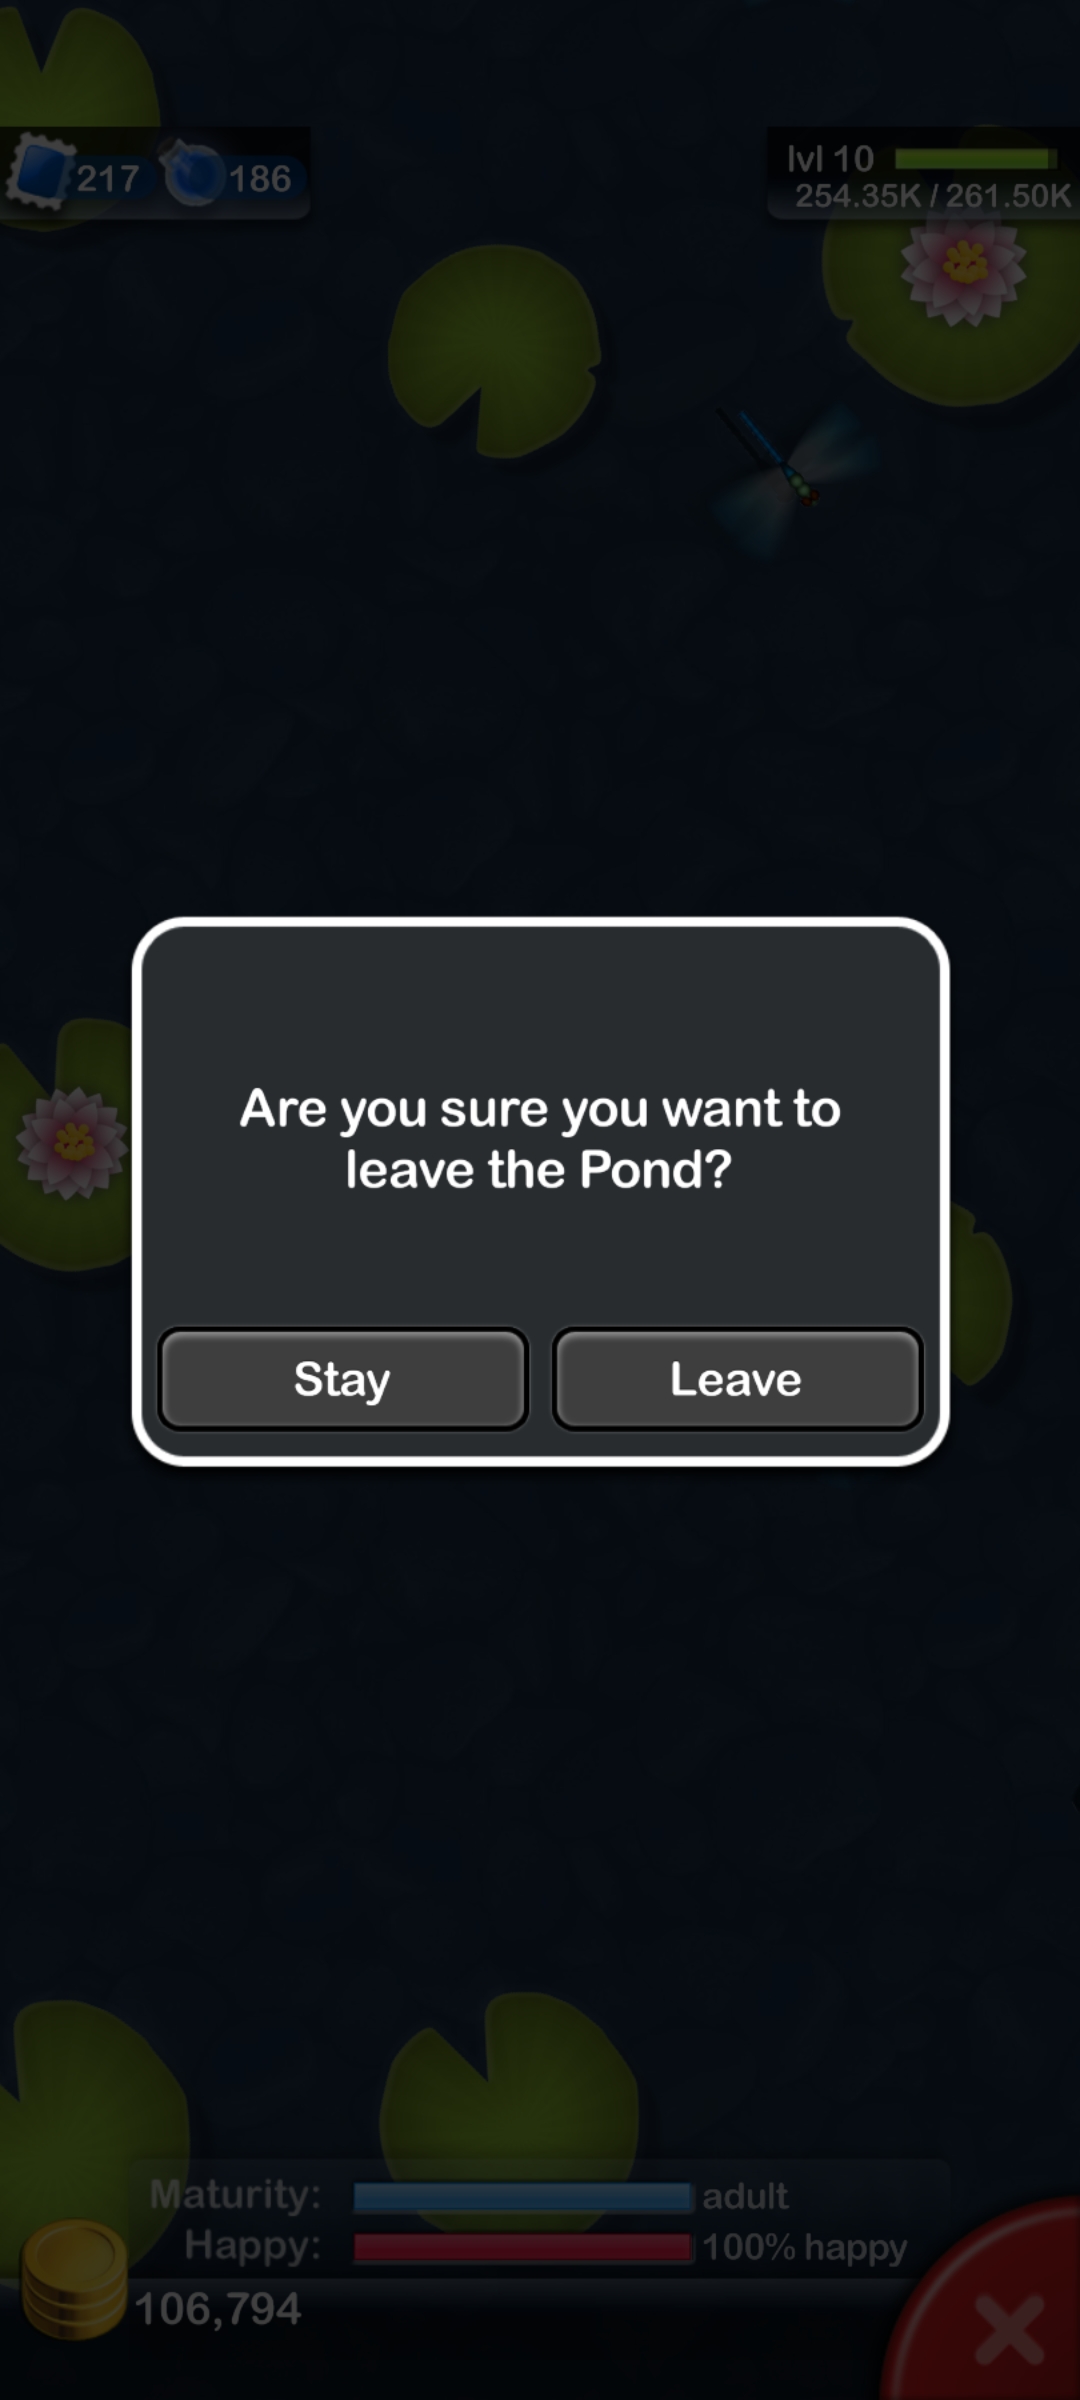 217 186
lvl 10
254.35K / 261.50K
Are you sure you want to
leave the Pond?
Stay Leave
Maturity: adult
Happy: 100% happy
106,794